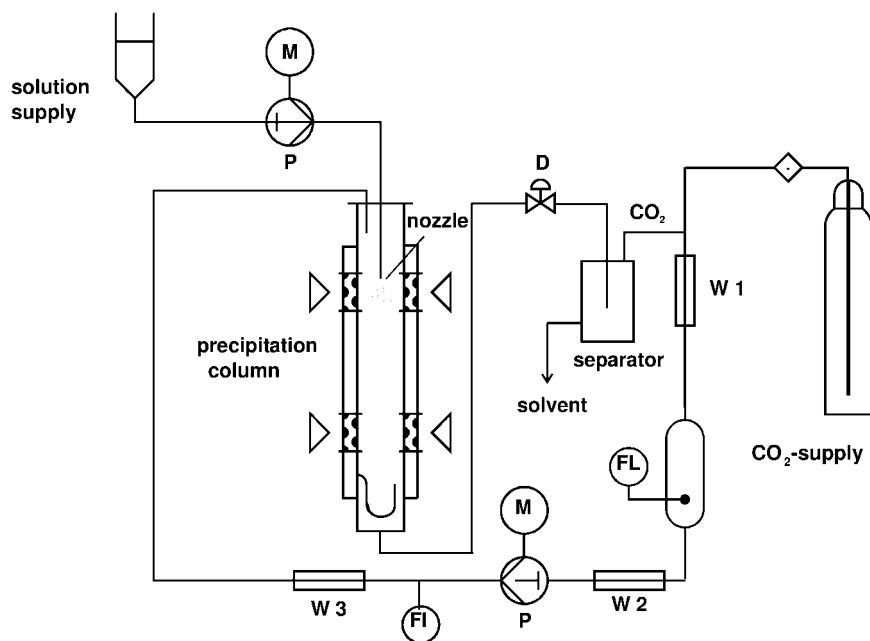 M
solution
supply
P
D
nozzle
CO₂
W 1
precipitation
column
separator
solvent
CO₂-supply
FL
M
W 3
FI
P
W 2